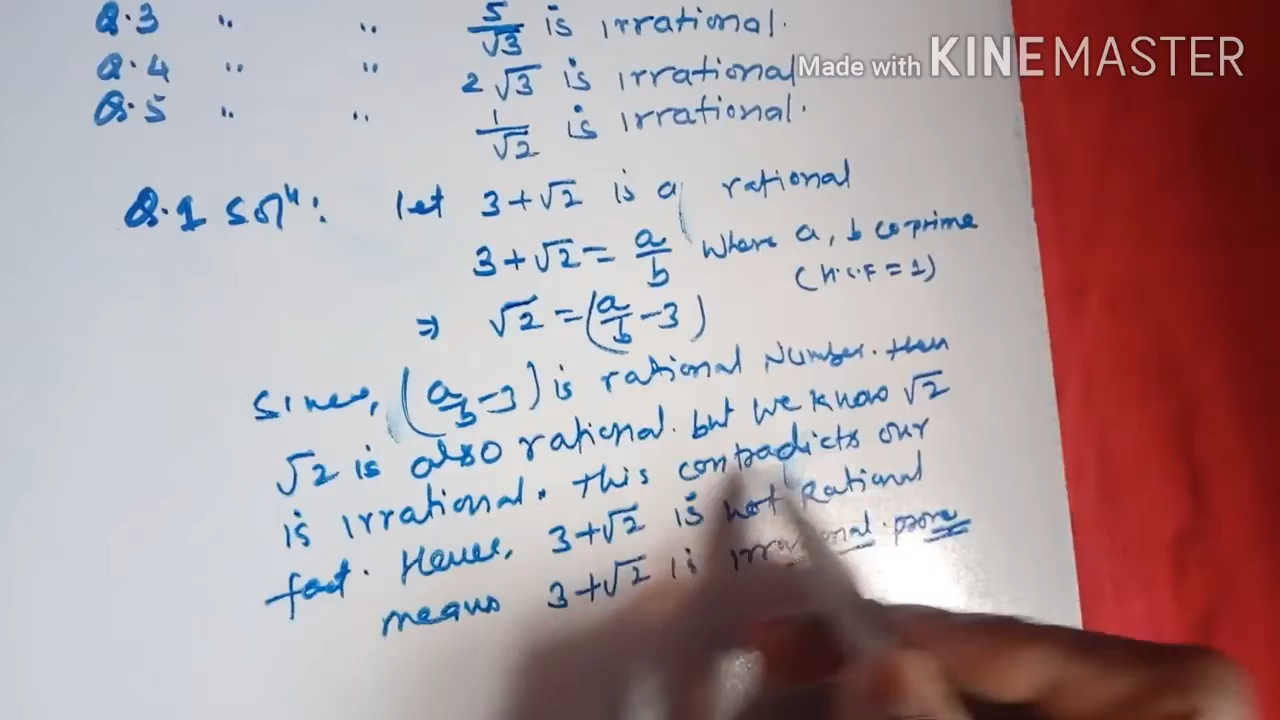 Q.3 " " 5/√3 is irrational.
Made with KINEMASTER
Q.4 " " 2√3 is irrational
Q.5 " " 1/√2 is irrational.
Q.1 Solⁿ: let 3+√2 is a rational
3+√2 = a/b where a, b coprime
(H.C.F = 1)
⇒ √2 = (a/b - 3)
Since, (a/b - 3) is rational Number. then
√2 is also rational. but we know √2
is irrational. This contradicts our
fact. Hence, 3+√2 is not Rational
means 3+√2 is irrational. prove